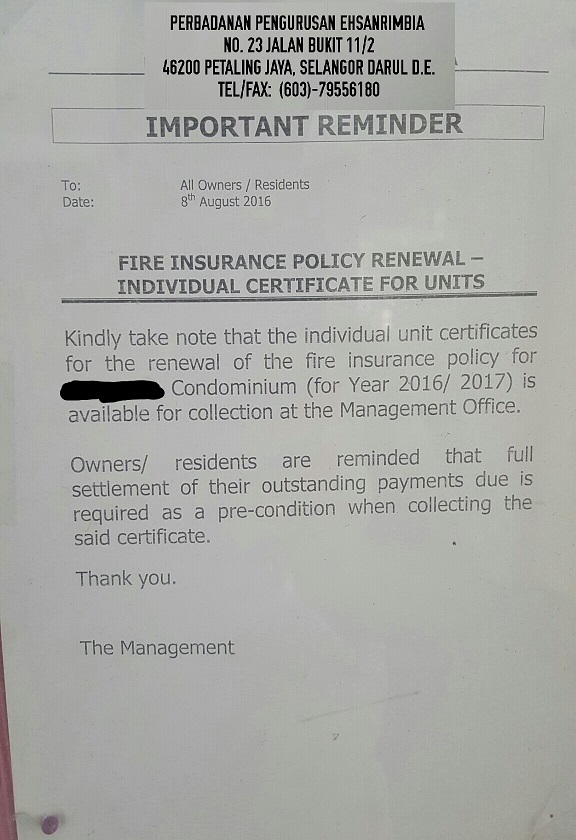 PERBADANAN PENGURUSAN EHSANRIMBIA
NO. 23 JALAN BUKIT 11/2
46200 PETALING JAYA, SELANGOR DARUL D.E.
TEL/FAX: (603)-79556180
IMPORTANT REMINDER
To: All Owners / Residents
Date: 8th August 2016
FIRE INSURANCE POLICY RENEWAL –
INDIVIDUAL CERTIFICATE FOR UNITS
Kindly take note that the individual unit certificates
for the renewal of the fire insurance policy for
Condominium (for Year 2016/ 2017) is
available for collection at the Management Office.
Owners/ residents are reminded that full
settlement of their outstanding payments due is
required as a pre-condition when collecting the
said certificate.
Thank you.
The Management